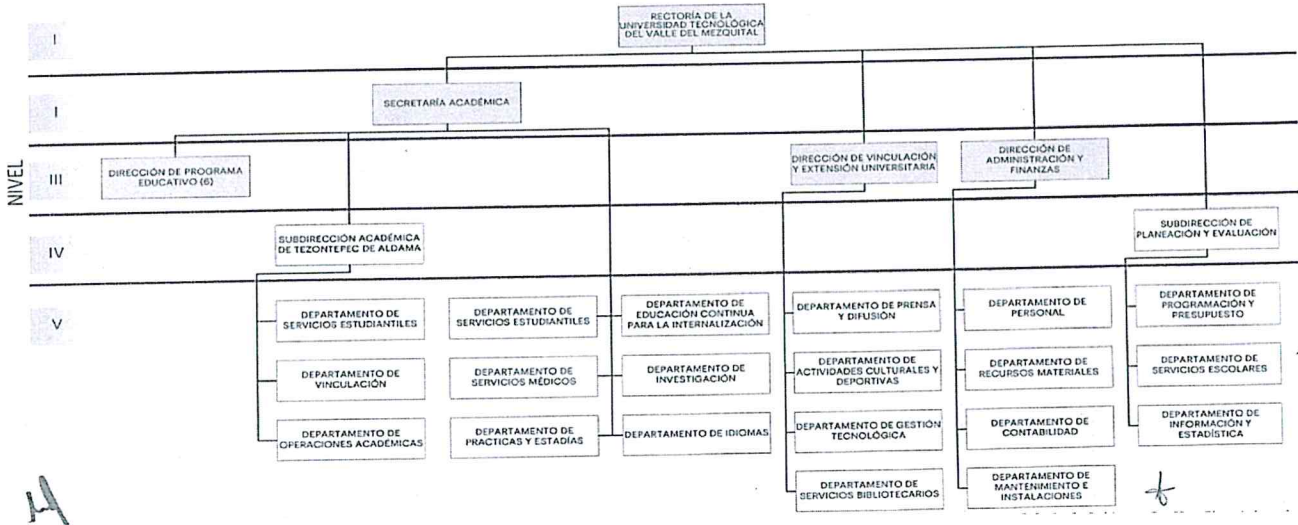 RECTORÍA DE LA
UNIVERSIDAD TECNOLÓGICA
DEL VALLE DEL MEZQUITAL
I
SECRETARÍA ACADÉMICA
I
NIVEL
DIRECCIÓN DE PROGRAMA
EDUCATIVO (6)
DIRECCIÓN DE VINCULACIÓN
Y EXTENSIÓN UNIVERSITARIA
DIRECCIÓN DE
ADMINISTRACIÓN Y
FINANZAS
III
SUBDIRECCIÓN ACADÉMICA
DE TEZONTEPEC DE ALDAMA
SUBDIRECCIÓN DE
PLANEACIÓN Y EVALUACIÓN
IV
V
DEPARTAMENTO DE
SERVICIOS ESTUDIANTILES
DEPARTAMENTO DE
SERVICIOS ESTUDIANTILES
DEPARTAMENTO DE
EDUCACIÓN CONTINUA
PARA LA INTERNALIZACIÓN
DEPARTAMENTO DE PRENSA
Y DIFUSIÓN
DEPARTAMENTO DE
PERSONAL
DEPARTAMENTO DE
PROGRAMACIÓN Y
PRESUPUESTO
DEPARTAMENTO DE
VINCULACIÓN
DEPARTAMENTO DE
SERVICIOS MÉDICOS
DEPARTAMENTO DE
INVESTIGACIÓN
DEPARTAMENTO DE
ACTIVIDADES CULTURALES Y
DEPORTIVAS
DEPARTAMENTO DE
RECURSOS MATERIALES
DEPARTAMENTO DE
SERVICIOS ESCOLARES
DEPARTAMENTO DE
OPERACIONES ACADÉMICAS
DEPARTAMENTO DE
PRACTICAS Y ESTADÍAS
DEPARTAMENTO DE IDIOMAS
DEPARTAMENTO DE GESTIÓN
TECNOLÓGICA
DEPARTAMENTO DE
CONTABILIDAD
DEPARTAMENTO DE
INFORMACIÓN Y
ESTADÍSTICA
DEPARTAMENTO DE
SERVICIOS BIBLIOTECARIOS
DEPARTAMENTO DE
MANTENIMIENTO E
INSTALACIONES